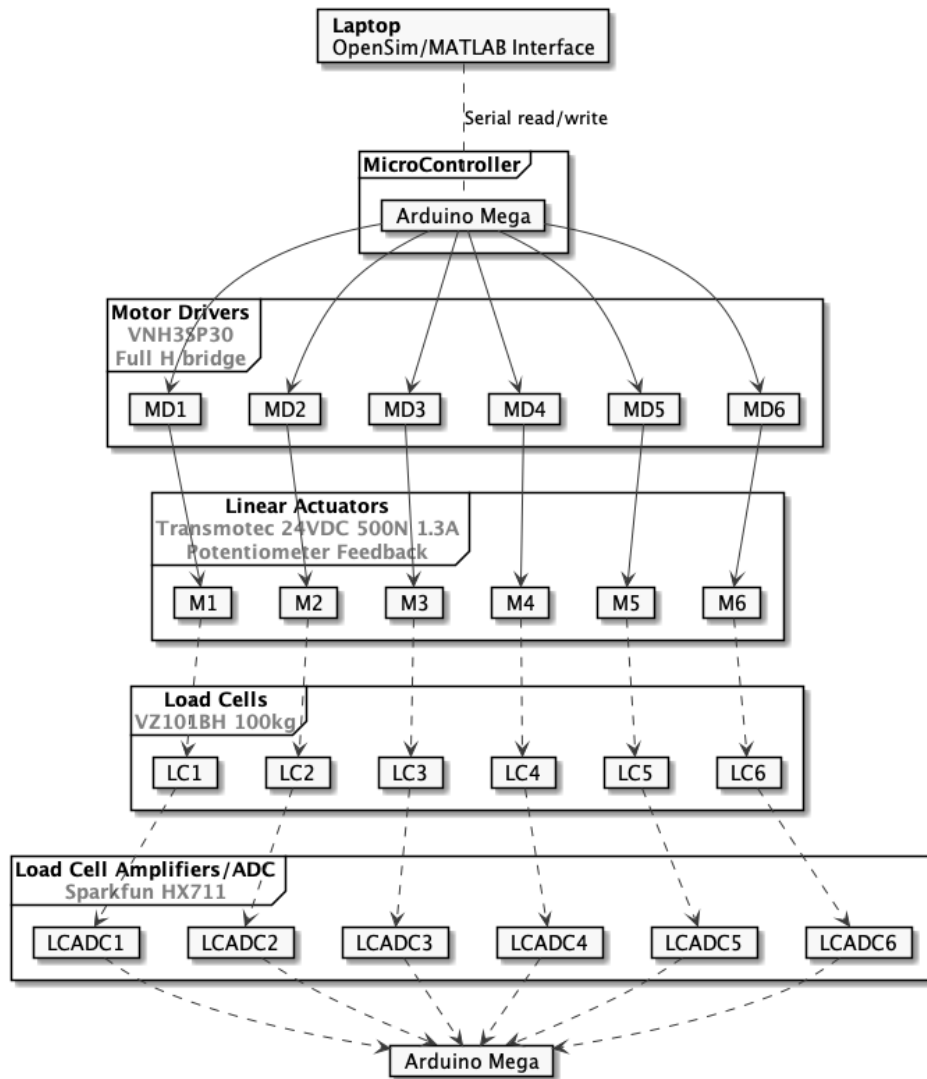 Laptop
OpenSim/MATLAB Interface
Serial read/write
MicroController
Arduino Mega
Motor Drivers
VNH3SP30
Full H bridge
MD1 MD2 MD3 MD4 MD5 MD6
Linear Actuators
Transmotec 24VDC 500N 1.3A
Potentiometer Feedback
M1 M2 M3 M4 M5 M6
Load Cells
VZ101BH 100kg
LC1 LC2 LC3 LC4 LC5 LC6
Load Cell Amplifiers/ADC
Sparkfun HX711
LCADC1 LCADC2 LCADC3 LCADC4 LCADC5 LCADC6
Arduino Mega